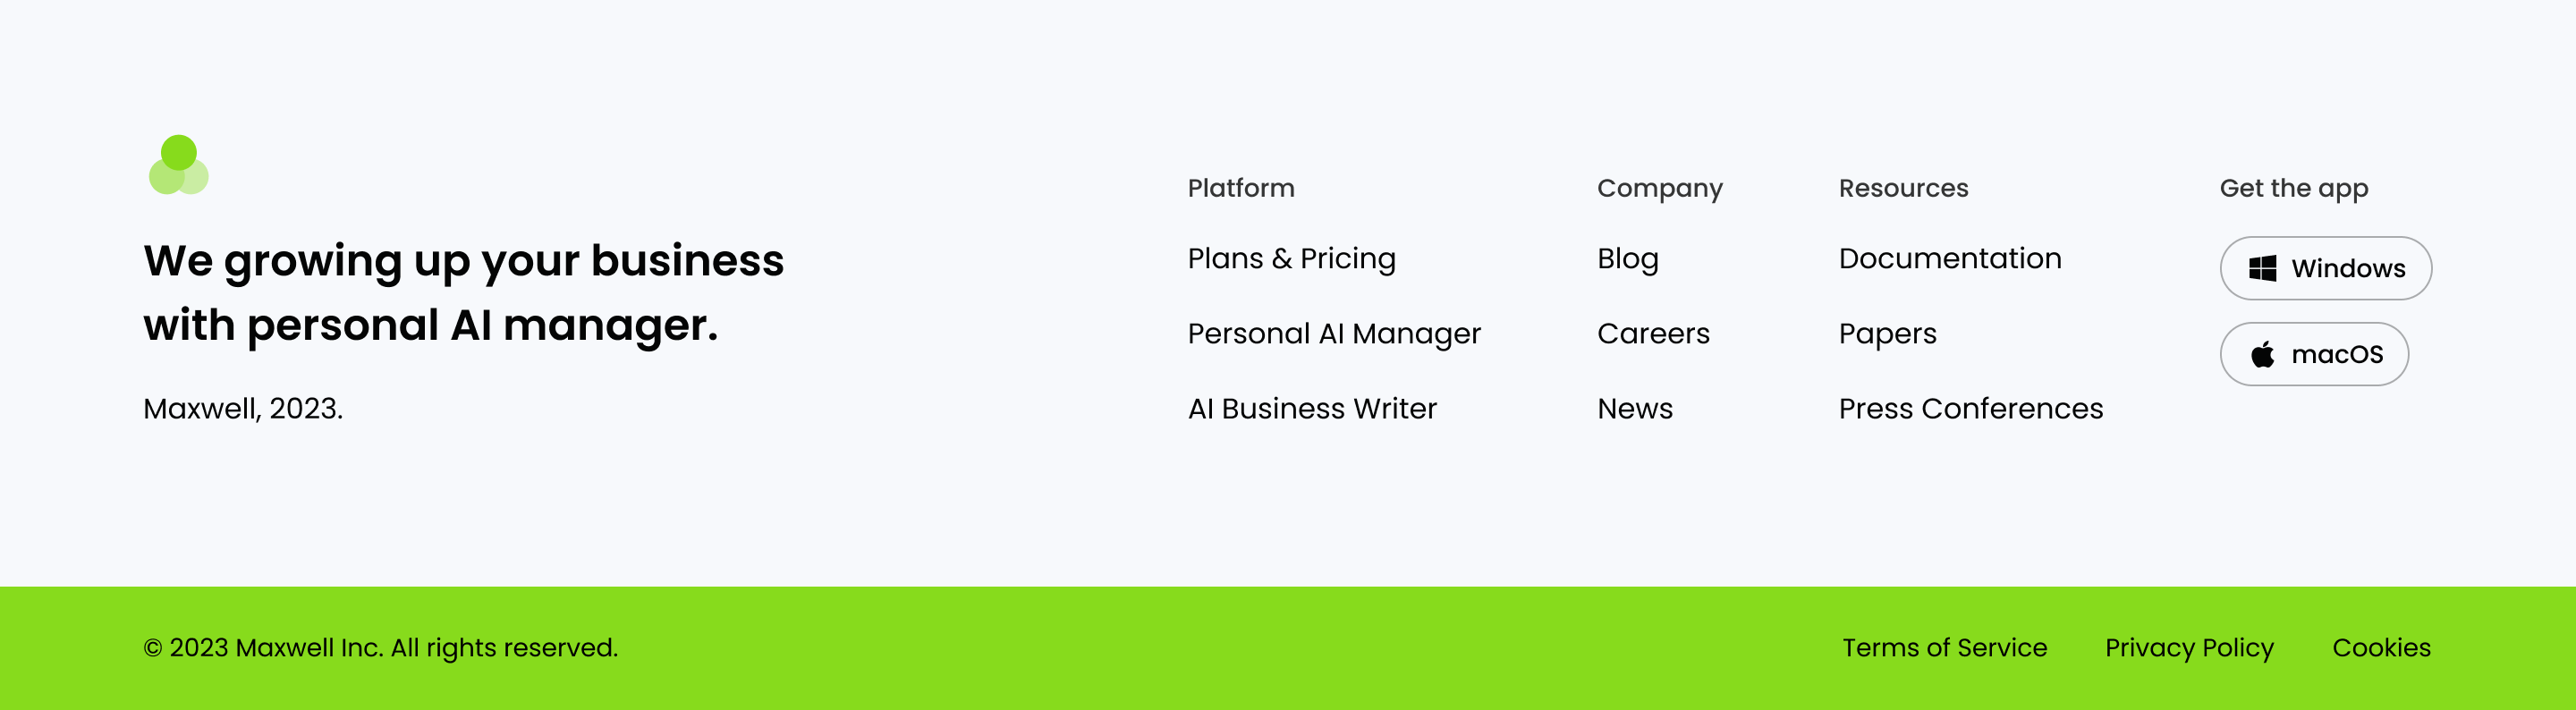 We growing up your business
with personal AI manager.
Maxwell, 2023.
Platform
Plans & Pricing
Personal AI Manager
AI Business Writer
Company
Blog
Careers
News
Resources
Documentation
Papers
Press Conferences
Get the app
Windows
macOS
© 2023 Maxwell Inc. All rights reserved.
Terms of Service
Privacy Policy
Cookies